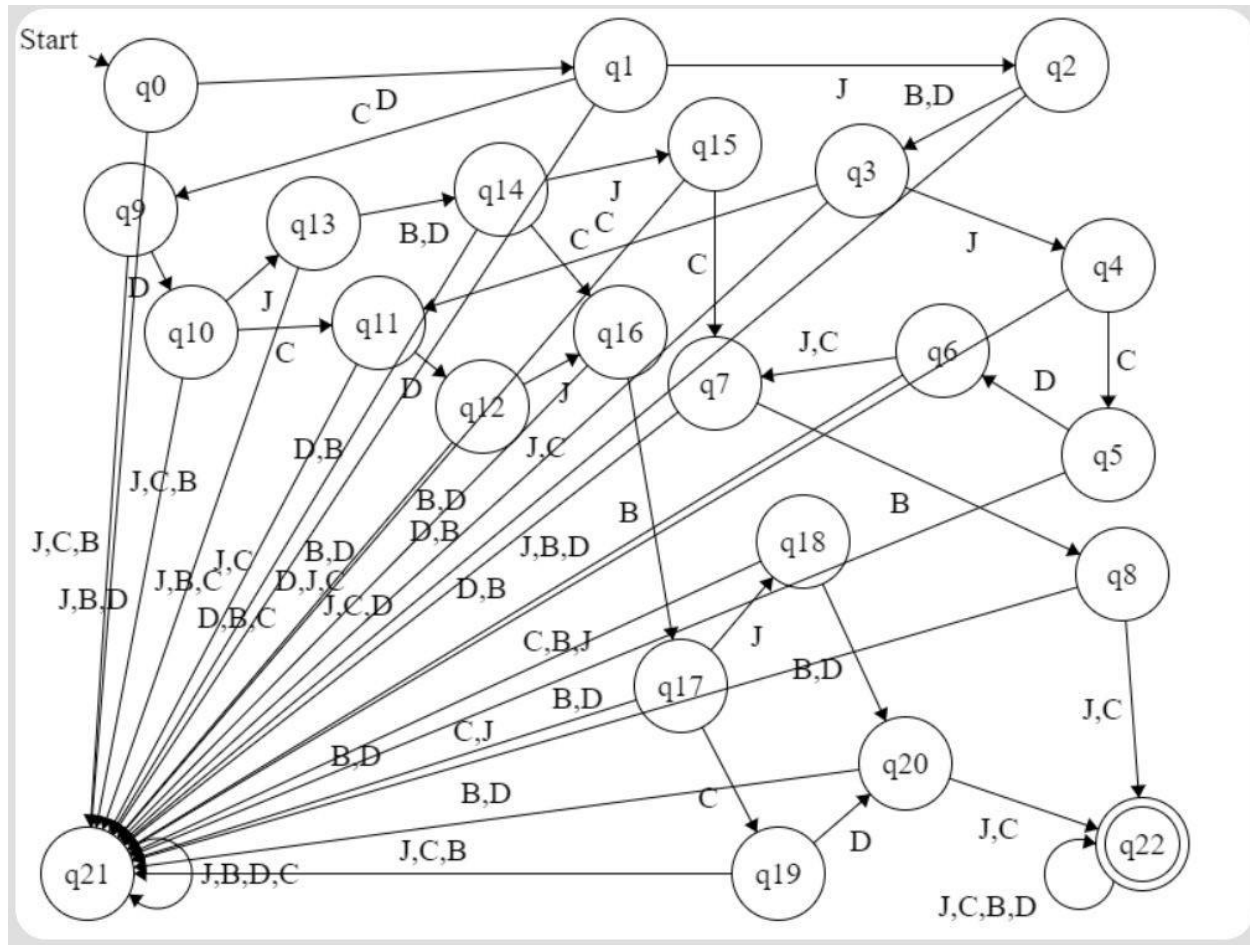 Start
q0
q1
q2
J
B,D
C
D
q15
q3
q14
q9
q13
J
C
C
B,D
J
q4
C
D
J
q10
q11
q16
q6
J,C
C
C
q7
D
D
q12
J
q5
D,B
J,C
J,C,B
B,D
B
B
D,B
J,C,B
J,C
B,D
J,B,D
q18
J,B,C
D,J,C
q8
J,B,D
D,B
D,B,C
J,C,D
C,B,J
J
B,D
q17
B,D
J,C
C,J
B,D
q20
B,D
C
J,C
D
J,C,B
q22
q21
J,B,D,C
q19
J,C,B,D